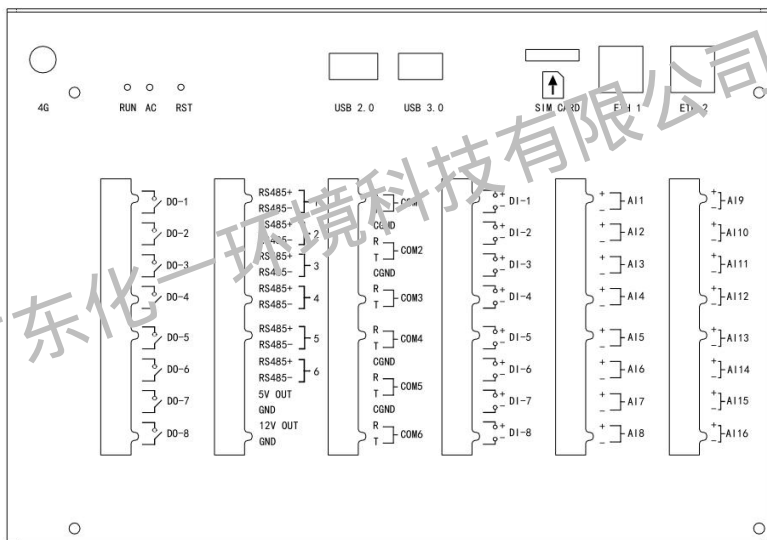 4G
RUN AC RST
USB 2.0 USB 3.0
SIM CARD ETH 1 ETH 2
DO-1
DO-2
DO-3
DO-4
DO-5
DO-6
DO-7
DO-8
RS485+
RS485- 1
RS485+
RS485- 2
RS485+
RS485- 3
RS485+
RS485- 4
RS485+
RS485- 5
RS485+
RS485- 6
5V OUT
GND
12V OUT
GND
R
T COM1
CGND
R
T COM2
CGND
R
T COM3
R
T COM4
CGND
R
T COM5
CGND
R
T COM6
+
- DI-1
+
- DI-2
+
- DI-3
+
- DI-4
+
- DI-5
+
- DI-6
+
- DI-7
+
- DI-8
+
- AI1
+
- AI2
+
- AI3
+
- AI4
+
- AI5
+
- AI6
+
- AI7
+
- AI8
+
- AI9
+
- AI10
+
- AI11
+
- AI12
+
- AI13
+
- AI14
+
- AI15
+
- AI16
东化一环境科技有限公司